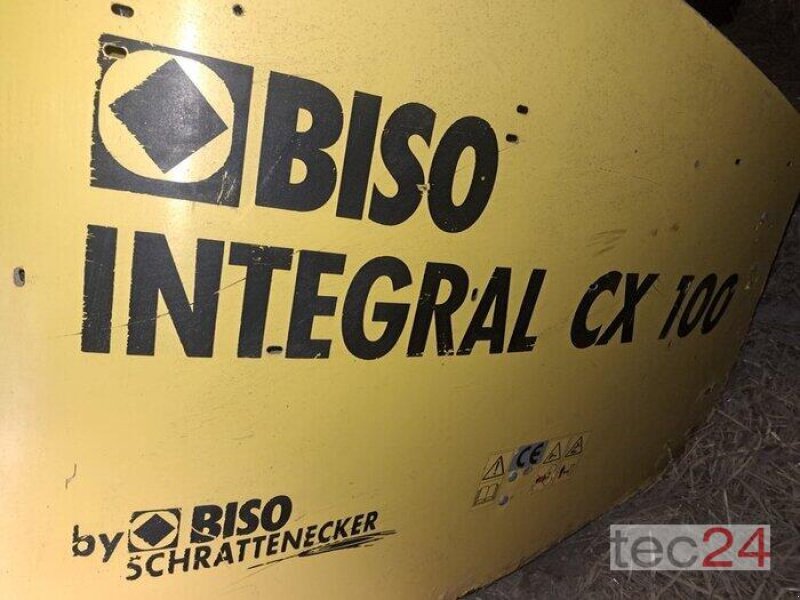 BISO
INTEGRAL CX 100
by BISO
SCHRATTENECKER
CE
tec24